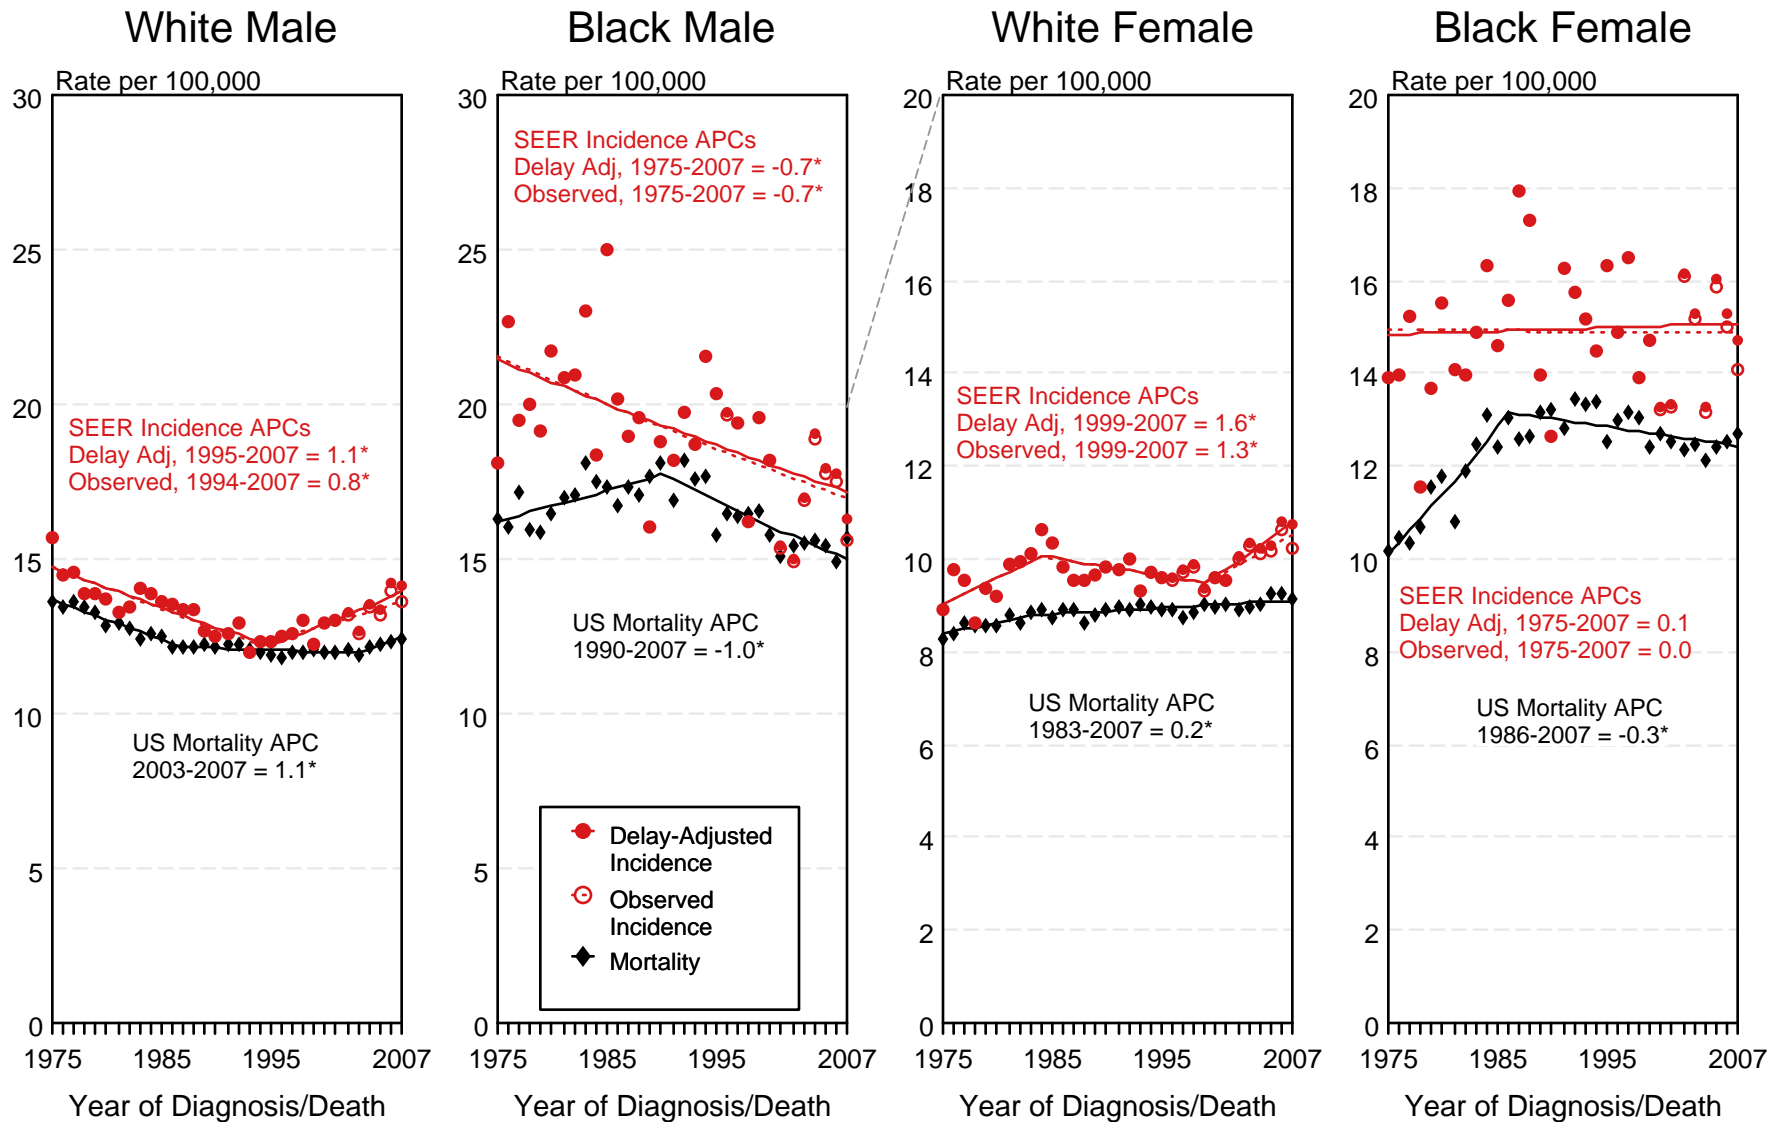 White Male
Black Male
White Female
Black Female
Rate per 100,000
30
25
20
15
10
5
0
SEER Incidence APCs
Delay Adj, 1995-2007 = 1.1*
Observed, 1994-2007 = 0.8*
US Mortality APC
2003-2007 = 1.1*
1975
1985
1995
2007
Year of Diagnosis/Death
Rate per 100,000
30
25
20
15
10
5
0
SEER Incidence APCs
Delay Adj, 1975-2007 = -0.7*
Observed, 1975-2007 = -0.7*
US Mortality APC
1990-2007 = -1.0*
Delay-Adjusted
Incidence
Observed
Incidence
Mortality
1975
1985
1995
2007
Year of Diagnosis/Death
Rate per 100,000
20
18
16
14
12
10
8
6
4
2
0
SEER Incidence APCs
Delay Adj, 1999-2007 = 1.6*
Observed, 1999-2007 = 1.3*
US Mortality APC
1983-2007 = 0.2*
1975
1985
1995
2007
Year of Diagnosis/Death
Rate per 100,000
20
18
16
14
12
10
8
6
4
2
0
SEER Incidence APCs
Delay Adj, 1975-2007 = 0.1
Observed, 1975-2007 = 0.0
US Mortality APC
1986-2007 = -0.3*
1975
1985
1995
2007
Year of Diagnosis/Death